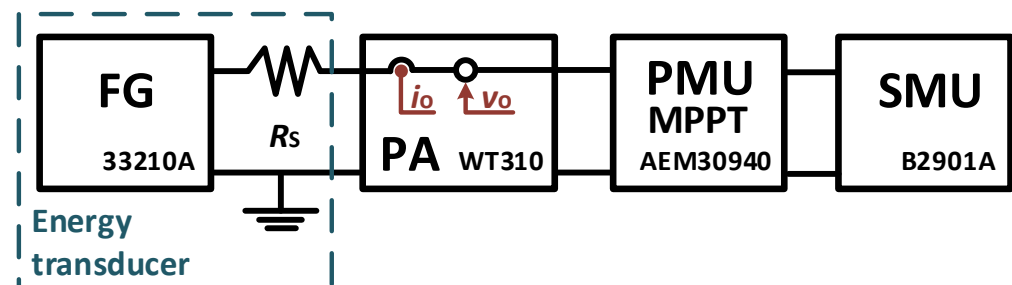 FG
33210A
RS
iO
vO
PA
WT310
PMU
MPPT
AEM30940
SMU
B2901A
Energy
transducer